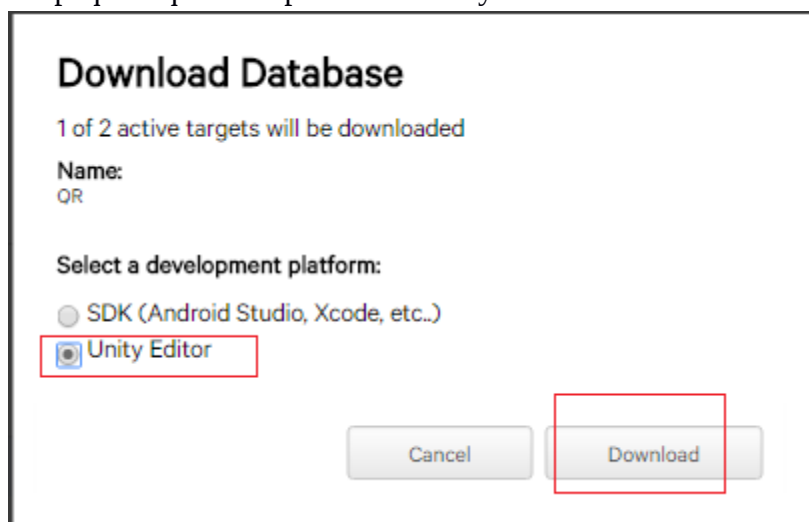 Download Database
1 of 2 active targets will be downloaded
Name:
QR
Select a development platform:
SDK (Android Studio, Xcode, etc..)
Unity Editor
Cancel
Download